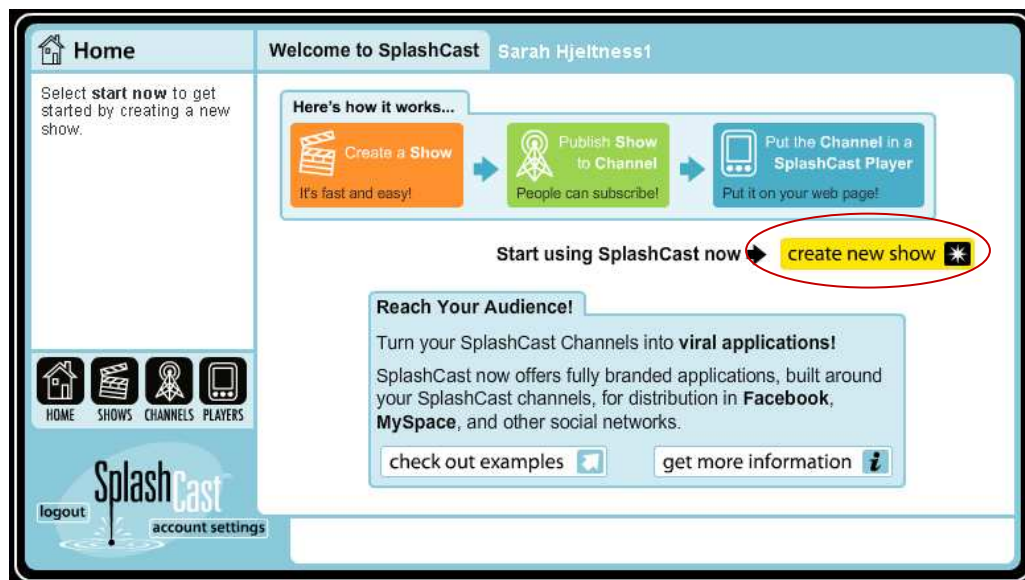 Home
Welcome to SplashCast
Sarah Hjeltness1
Select start now to get
started by creating a new
show.
Here's how it works...
Create a Show
It's fast and easy!
Publish Show
to Channel
People can subscribe!
Put the Channel in a
SplashCast Player
Put it on your web page!
Start using SplashCast now
create new show
Reach Your Audience!
Turn your SplashCast Channels into viral applications!
SplashCast now offers fully branded applications, built around
your SplashCast channels, for distribution in Facebook,
MySpace, and other social networks.
check out examples
get more information i
HOME SHOWS CHANNELS PLAYERS
SplashCast
logout
account settings